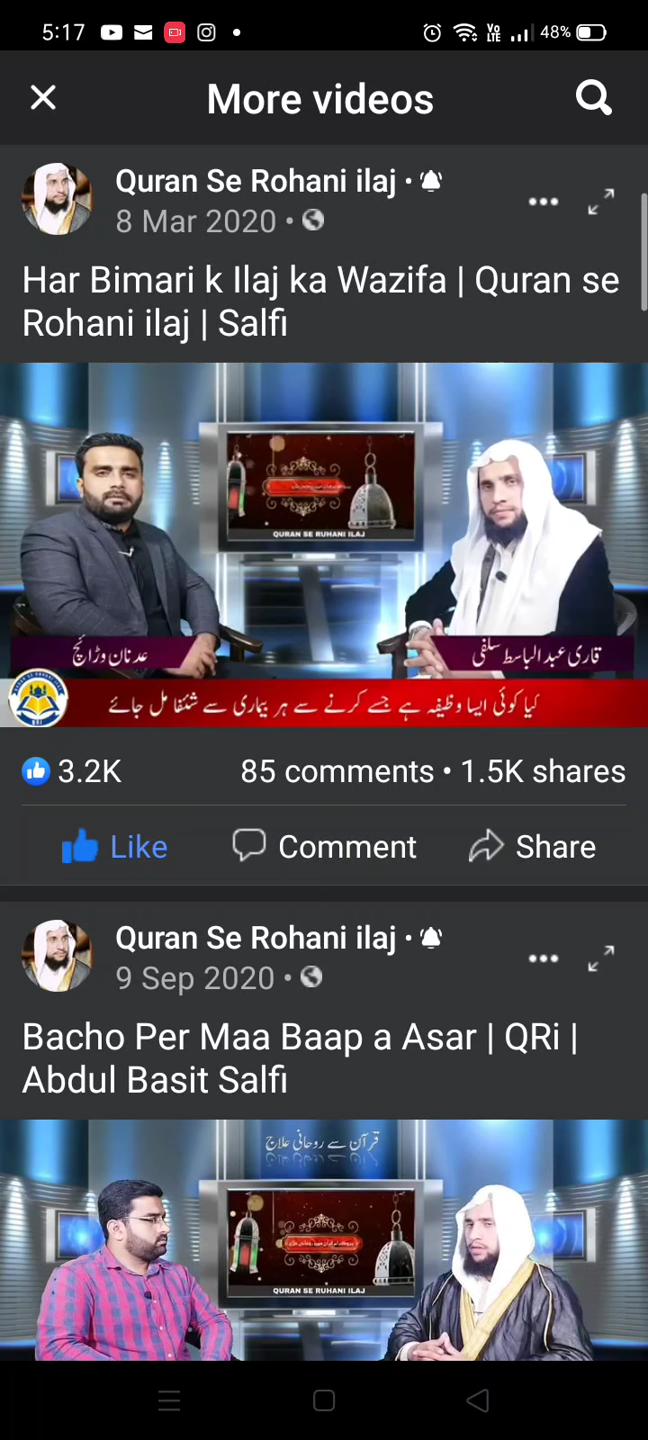 5:17
VO LTE 48%
More videos
Quran Se Rohani ilaj •
8 Mar 2020 •
Har Bimari k Ilaj ka Wazifa | Quran se
Rohani ilaj | Salfi
QURAN SE RUHANI ILAJ
عدنان وڑائچ
قاری عبدالباسط سلفی
QRI
کیا کوئی ایسا وظیفہ ہے جسے کرنے سے ہر بیماری سے شفا مل جائے
3.2K
85 comments • 1.5K shares
Like Comment Share
Quran Se Rohani ilaj •
9 Sep 2020 •
Bacho Per Maa Baap a Asar | QRi |
Abdul Basit Salfi
قرآن سے روحانی علاج
QURAN SE RUHANI ILAJ